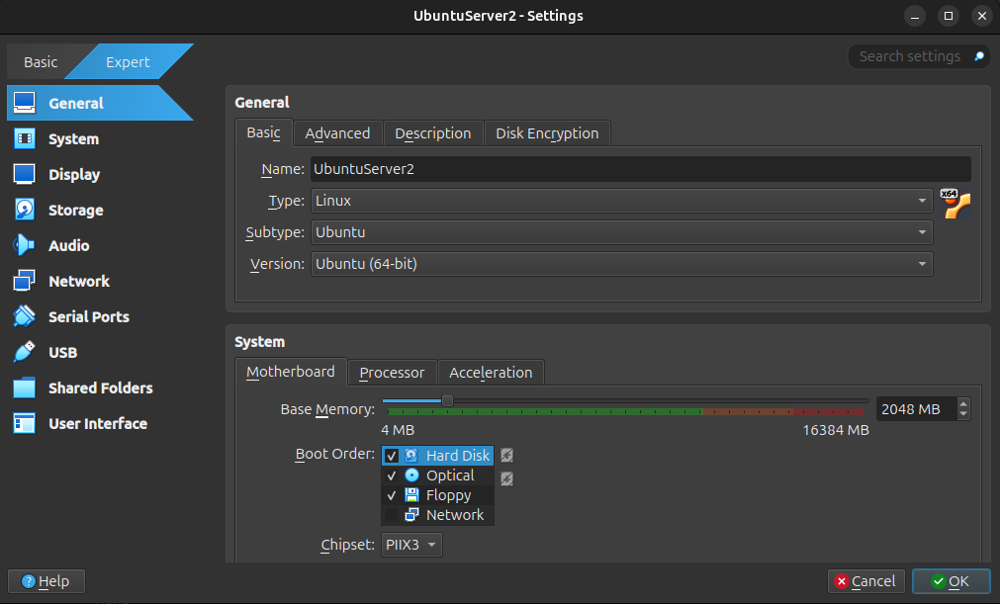 UbuntuServer2 - Settings
Basic Expert Search settings
General
System
Display
Storage
Audio
Network
Serial Ports
USB
Shared Folders
User Interface
General
Basic Advanced Description Disk Encryption
Name: UbuntuServer2
Type: Linux x64
Subtype: Ubuntu
Version: Ubuntu (64-bit)
System
Motherboard Processor Acceleration
Base Memory: 2048 MB
4 MB 16384 MB
Boot Order: Hard Disk
Optical
Floppy
Network
Chipset: PIIX3
Help Cancel OK